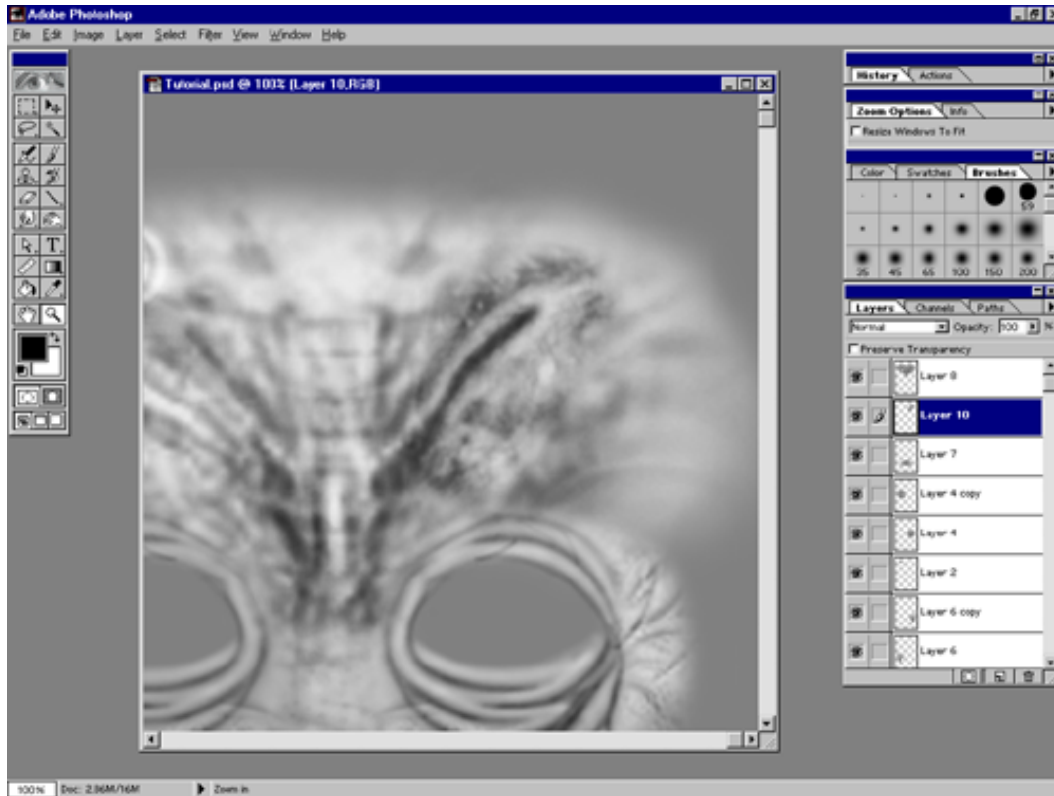 Adobe Photoshop
File Edit Image Layer Select Filter View Window Help
Tutorial.psd @ 100% (Layer 10,RGB)
History Actions
Zoom Options Info
Resize Windows To Fit
Color Swatches Brushes
59
35 45 65 100 150 200
Layers Channels Paths
Normal Opacity: 100 %
Preserve Transparency
Layer 8
Layer 10
Layer 7
Layer 4 copy
Layer 4
Layer 2
Layer 6 copy
Layer 6
T
100% Doc: 2.86M/16M Zoom in